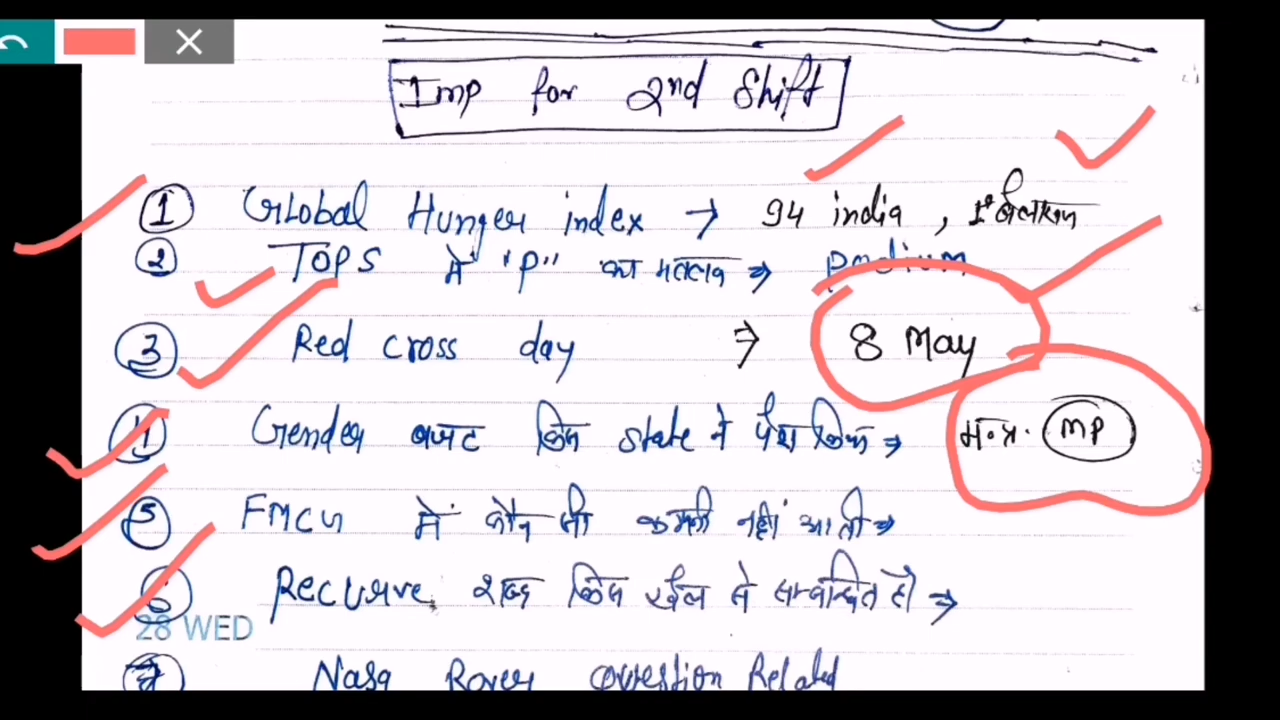 Imp for 2nd Shift
① Global Hunger index → 94 india , 1st बेलारूस
② TOPS में "P" का मतलब ⇒ Podium
③ Red cross day ⇒ 8 May
④ Gender बजट किस state ने पेश किया ⇒ म.प्र. MP
⑤ FMCG में कौन सी कम्पनी नहीं आती ⇒
⑥ Recurve शब्द किस खेल से सम्बन्धित है ⇒
28 WED
⑦ Nasa Rover Question Related